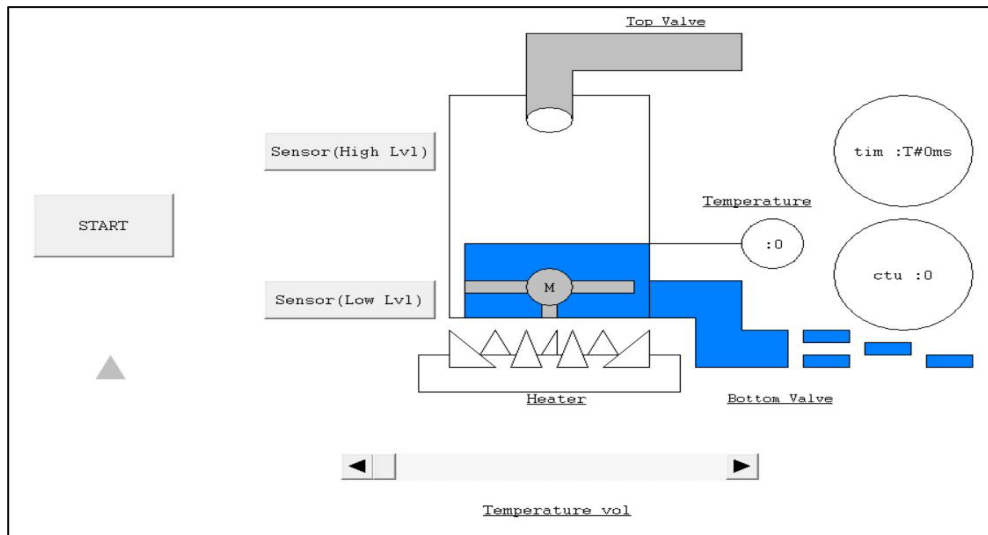 Top Valve
Sensor(High Lvl)
tim :T#0ms
Temperature
START
:0
ctu :0
M
Sensor(Low Lvl)
Heater
Bottom Valve
Temperature vol